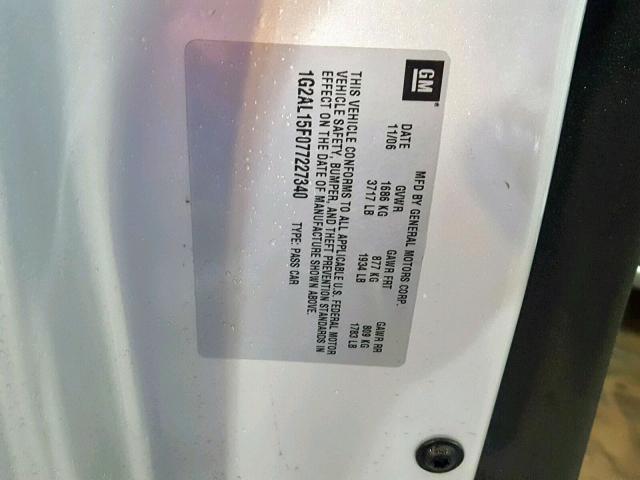 GM
MFD BY GENERAL MOTORS CORP.
DATE GVWR GAWR FRT GAWR RR
11/06 1686 KG 877 KG 809 KG
3717 LB 1934 LB 1783 LB
THIS VEHICLE CONFORMS TO ALL APPLICABLE U.S. FEDERAL MOTOR
VEHICLE SAFETY, BUMPER, AND THEFT PREVENTION STANDARDS IN
EFFECT ON THE DATE OF MANUFACTURE SHOWN ABOVE.
1G2AL15F077227340 TYPE: PASS CAR